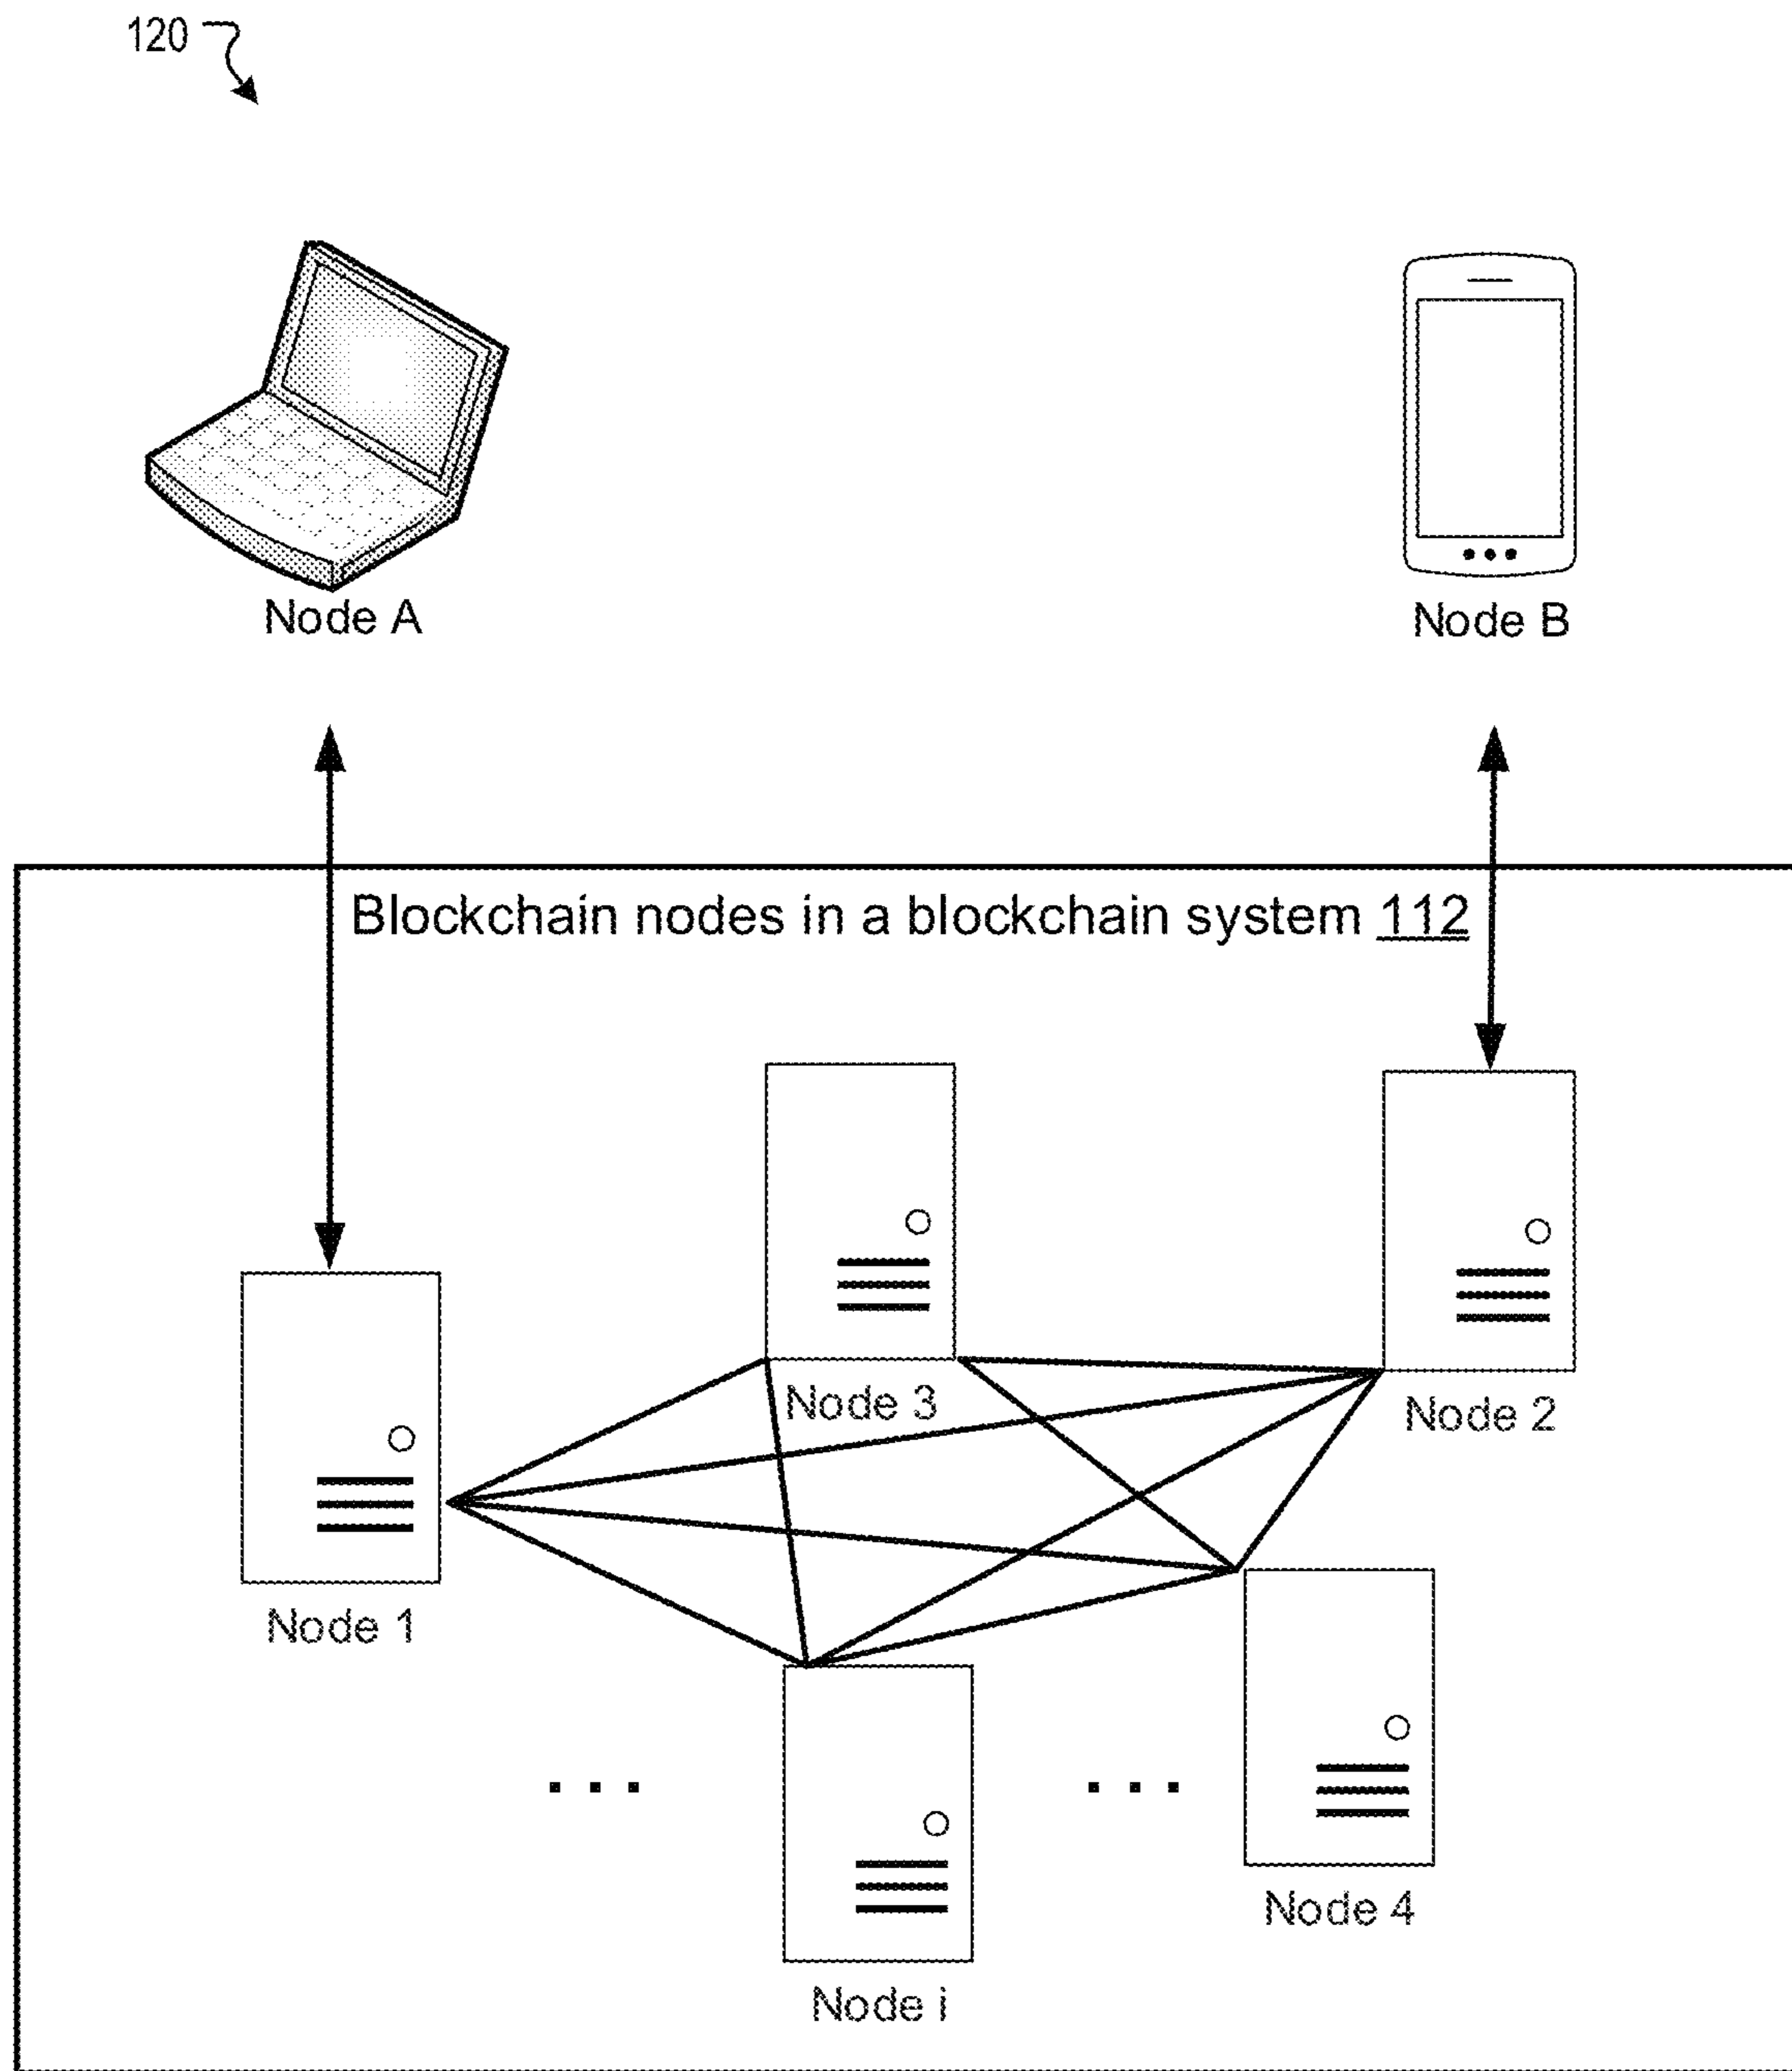 120
Node A
Node B
Blockchain nodes in a blockchain system 112
Node 3
Node 2
Node 1
Node 4
Node i